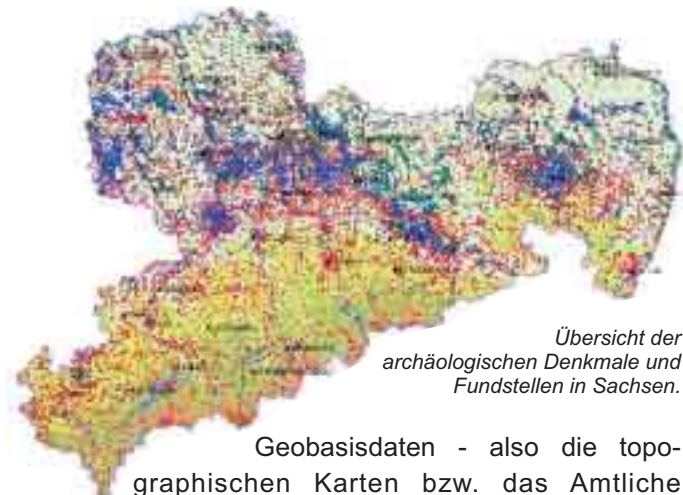 Übersicht der
archäologischen Denkmale und
Fundstellen in Sachsen.
Geobasisdaten - also die topo-
graphischen Karten bzw. das Amtliche